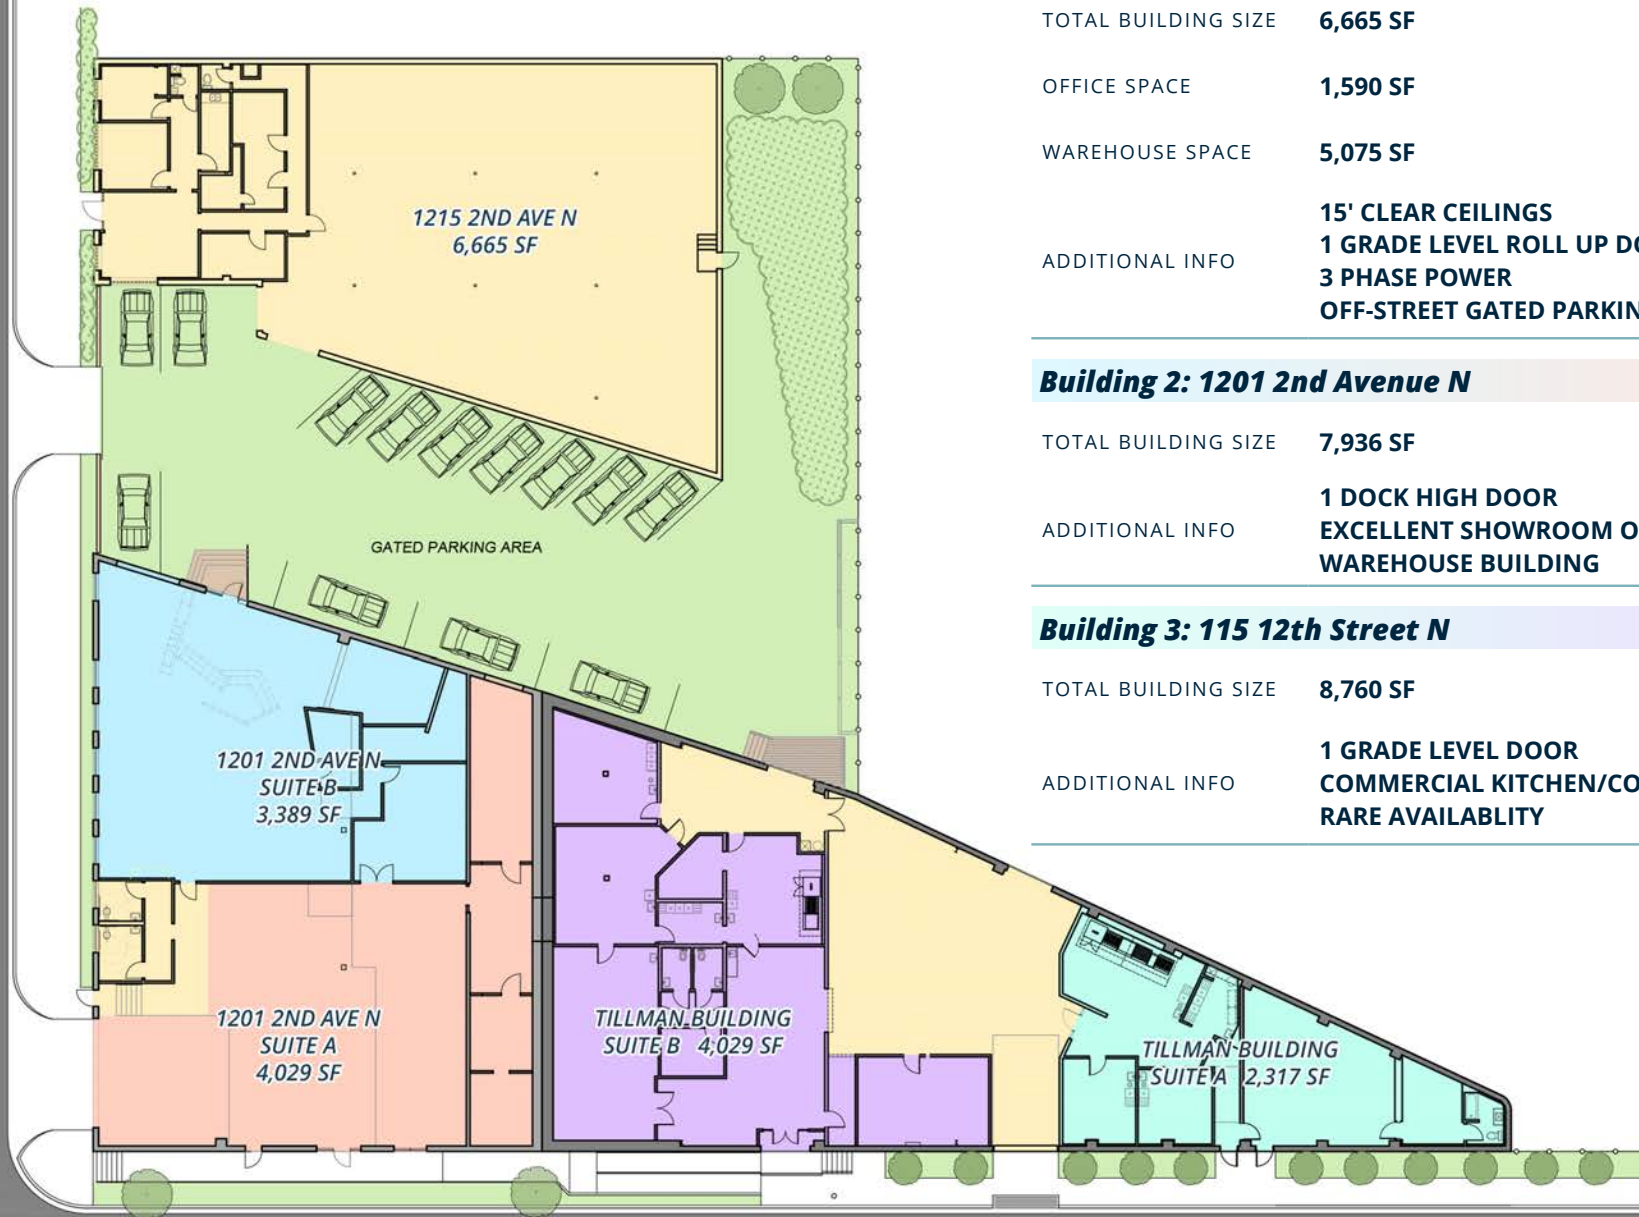 1215 2ND AVE N
6,665 SF
GATED PARKING AREA
1201 2ND AVE N
SUITE B
3,389 SF
1201 2ND AVE N
SUITE A
4,029 SF
TILLMAN BUILDING
SUITE B 4,029 SF
TILLMAN BUILDING
SUITE A 2,317 SF
TOTAL BUILDING SIZE 6,665 SF
OFFICE SPACE 1,590 SF
WAREHOUSE SPACE 5,075 SF
ADDITIONAL INFO
15' CLEAR CEILINGS
1 GRADE LEVEL ROLL UP DO
3 PHASE POWER
OFF-STREET GATED PARKIN
Building 2: 1201 2nd Avenue N
TOTAL BUILDING SIZE 7,936 SF
ADDITIONAL INFO
1 DOCK HIGH DOOR
EXCELLENT SHOWROOM O
WAREHOUSE BUILDING
Building 3: 115 12th Street N
TOTAL BUILDING SIZE 8,760 SF
ADDITIONAL INFO
1 GRADE LEVEL DOOR
COMMERCIAL KITCHEN/CO
RARE AVAILABLITY